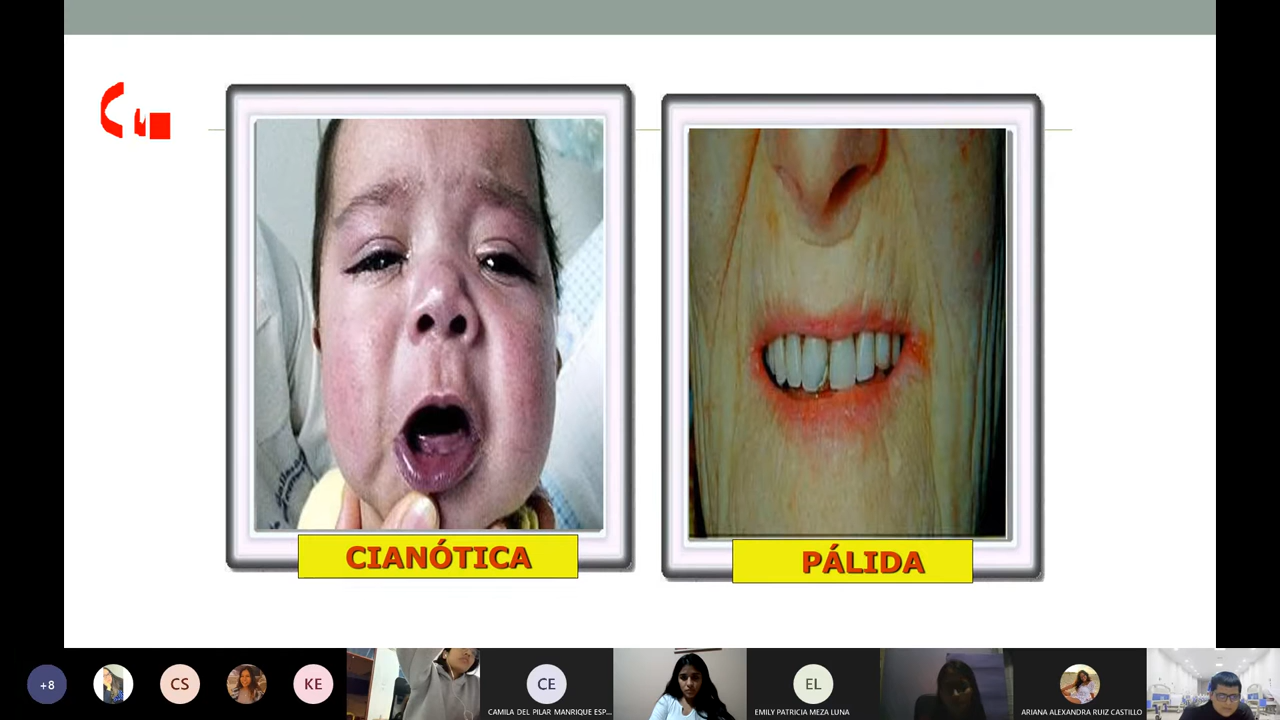 CIANÓTICA
PÁLIDA
+8
CS
KE
CE
CAMILA DEL PILAR MANRIQUE ESP...
EL
EMILY PATRICIA MEZA LUNA
ARIANA ALEXANDRA RUIZ CASTILLO